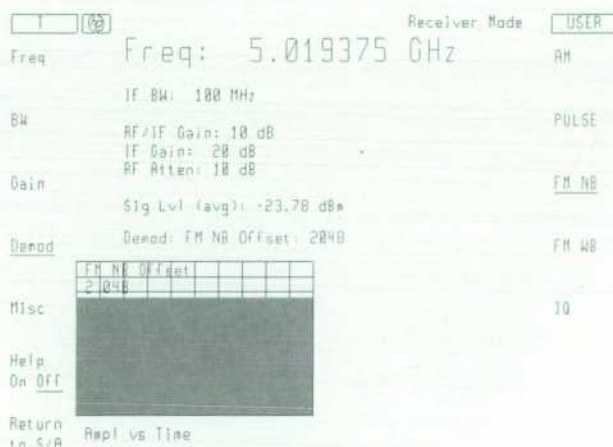 T Receiver Mode USER
Freq Freq: 5.019375 GHz AM
IF BW: 100 MHz
BW PULSE
RF/IF Gain: 10 dB
IF Gain: 20 dB
RF Atten: 10 dB
Gain FM NB
Sig Lvl (avg): -23.78 dBm
Demod Demod: FM NB Offset: 2048 FM WB
FM NB Offset
2 048
Misc IQ
Help
On Off
Return
to S/A Ampl vs Time